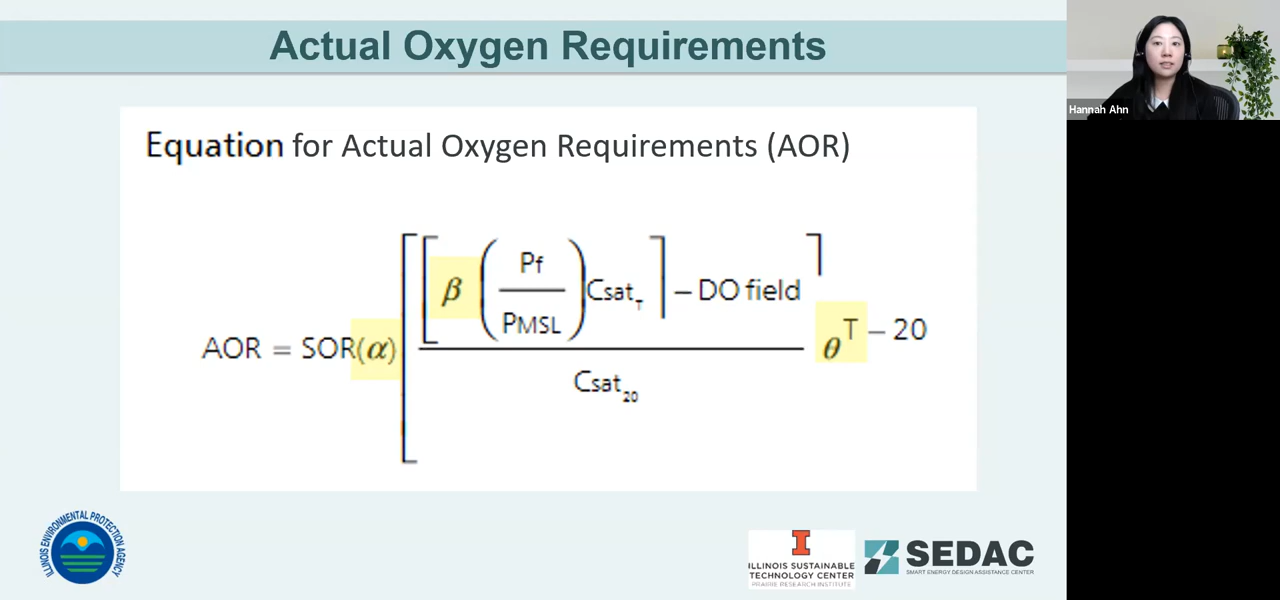 Actual Oxygen Requirements
Hannah Ahn
Equation for Actual Oxygen Requirements (AOR)
AOR = SOR(α) [ [ β ( Pf / PMSL ) Csat_T ] – DO field / Csat_20 ] θ^T – 20
ILLINOIS ENVIRONMENTAL PROTECTION AGENCY
I
ILLINOIS SUSTAINABLE
TECHNOLOGY CENTER
PRAIRIE RESEARCH INSTITUTE
SEDAC
SMART ENERGY DESIGN ASSISTANCE CENTER